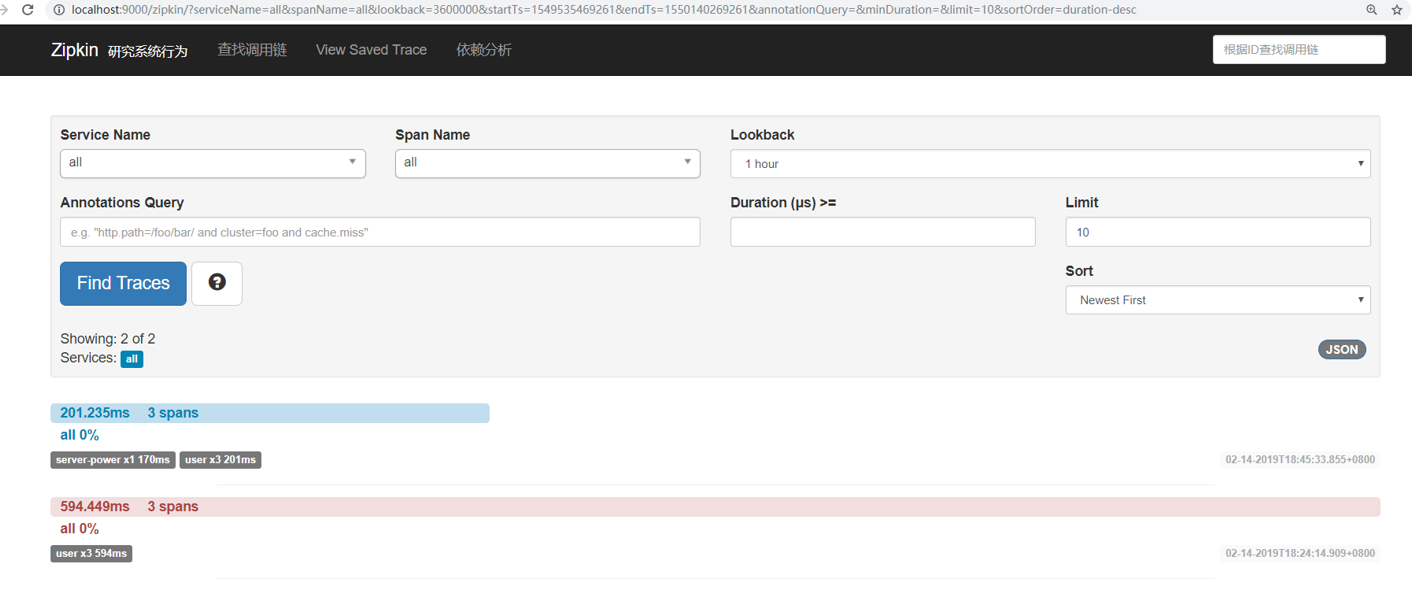 localhost:9000/zipkin/?serviceName=all&spanName=all&lookback=3600000&startTs=1549535469261&endTs=1550140269261&annotationQuery=&minDuration=&limit=10&sortOrder=duration-desc
Zipkin 研究系统行为 查找调用链 View Saved Trace 依赖分析 根据ID查找调用链
Service Name Span Name Lookback
all all 1 hour
Annotations Query Duration (μs) >= Limit
e.g. "http.path=/foo/bar/ and cluster=foo and cache.miss" 10
Find Traces ?
Sort
Newest First
Showing: 2 of 2
Services: all
JSON
201.235ms 3 spans
all 0%
server-power x1 170ms user x3 201ms 02-14-2019T18:45:33.855+0800
594.449ms 3 spans
all 0%
user x3 594ms 02-14-2019T18:24:14.909+0800